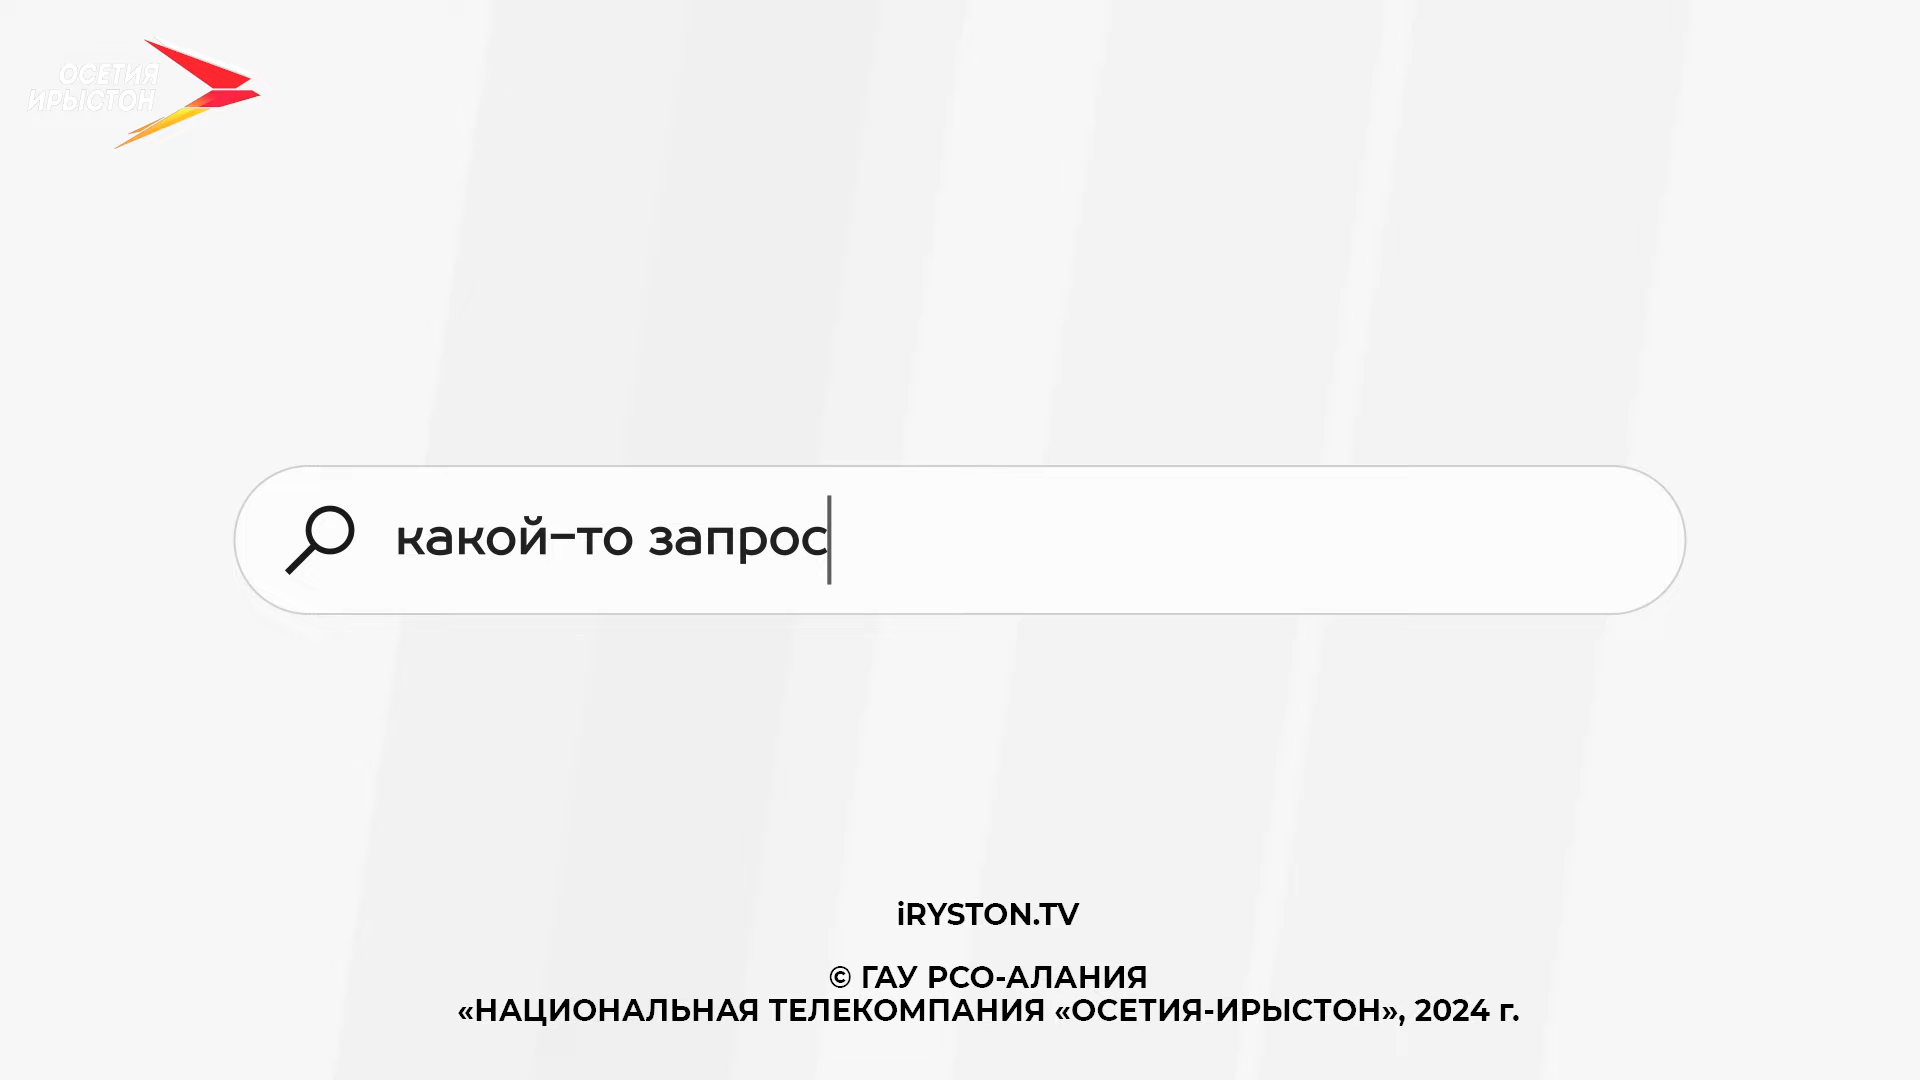 ОСЕТИЯ
ИРЫСТОН
какой-то запрос
iRYSTON.TV
© ГАУ РСО-АЛАНИЯ
«НАЦИОНАЛЬНАЯ ТЕЛЕКОМПАНИЯ «ОСЕТИЯ-ИРЫСТОН», 2024 г.